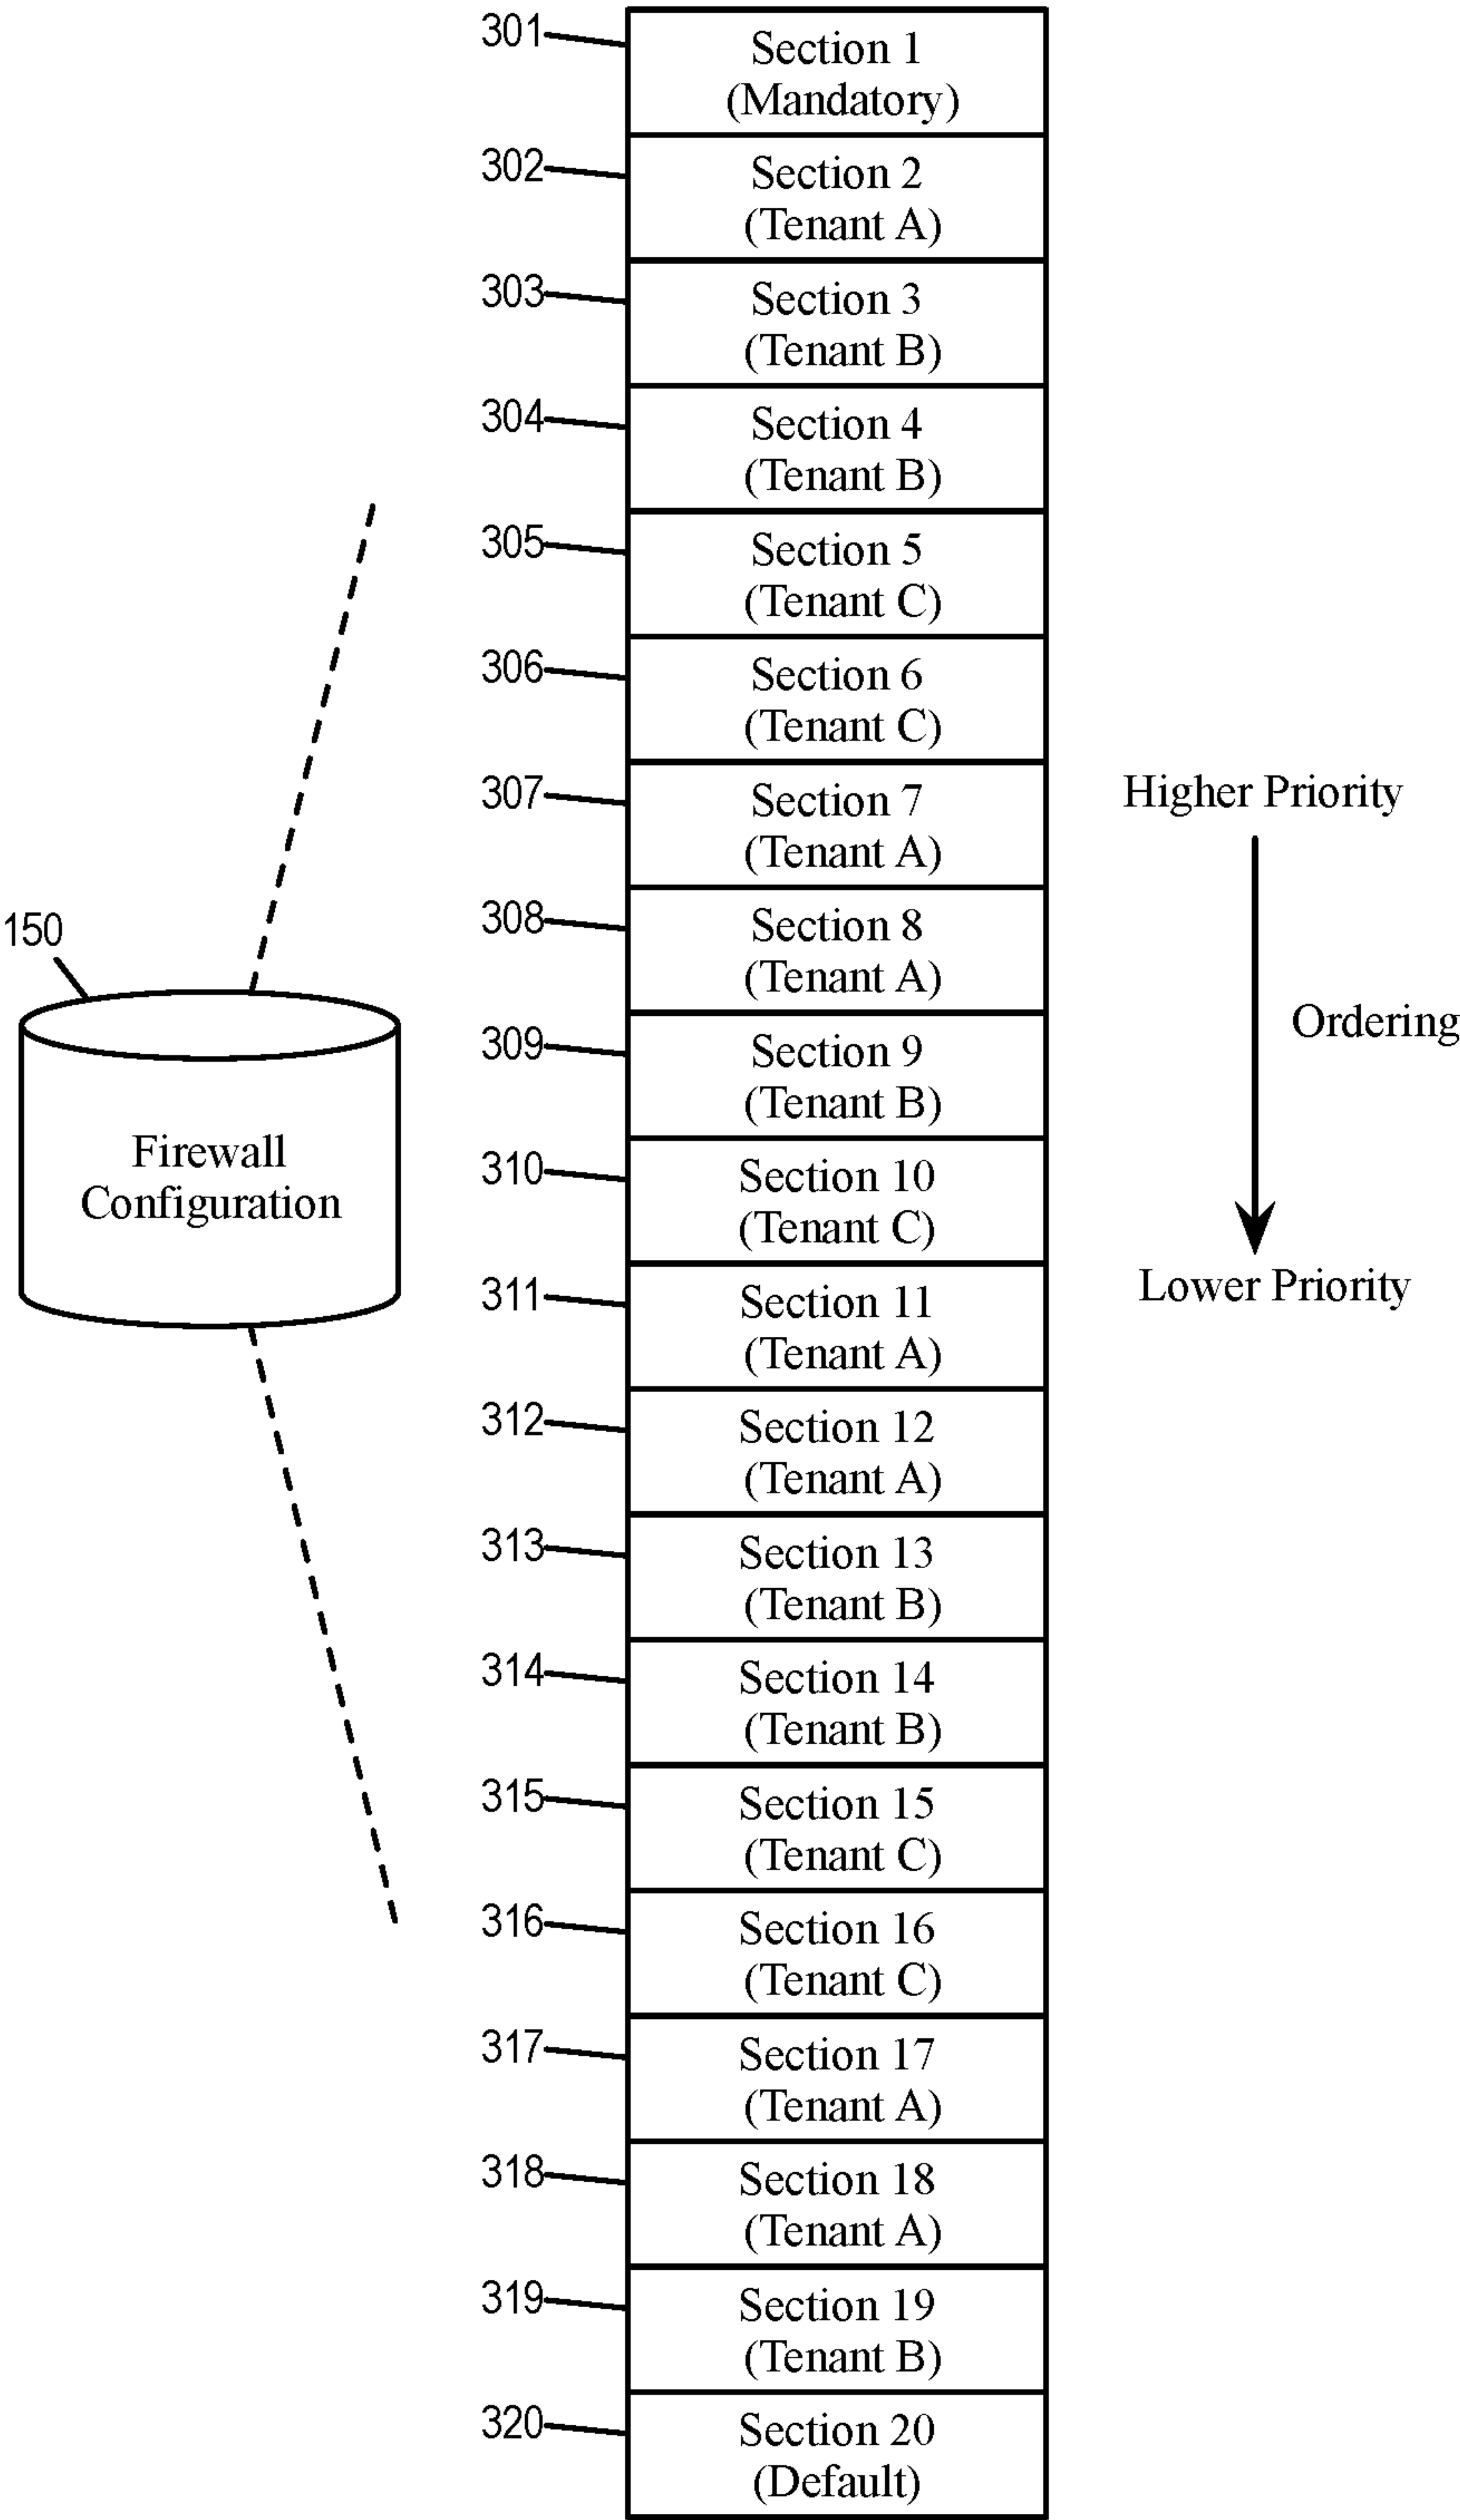 301
Section 1
(Mandatory)
302
Section 2
(Tenant A)
303
Section 3
(Tenant B)
304
Section 4
(Tenant B)
305
Section 5
(Tenant C)
306
Section 6
(Tenant C)
307
Section 7
(Tenant A)
308
Section 8
(Tenant A)
309
Section 9
(Tenant B)
310
Section 10
(Tenant C)
311
Section 11
(Tenant A)
312
Section 12
(Tenant A)
313
Section 13
(Tenant B)
314
Section 14
(Tenant B)
315
Section 15
(Tenant C)
316
Section 16
(Tenant C)
317
Section 17
(Tenant A)
318
Section 18
(Tenant A)
319
Section 19
(Tenant B)
320
Section 20
(Default)
150
Firewall
Configuration
Higher Priority
Ordering
Lower Priority